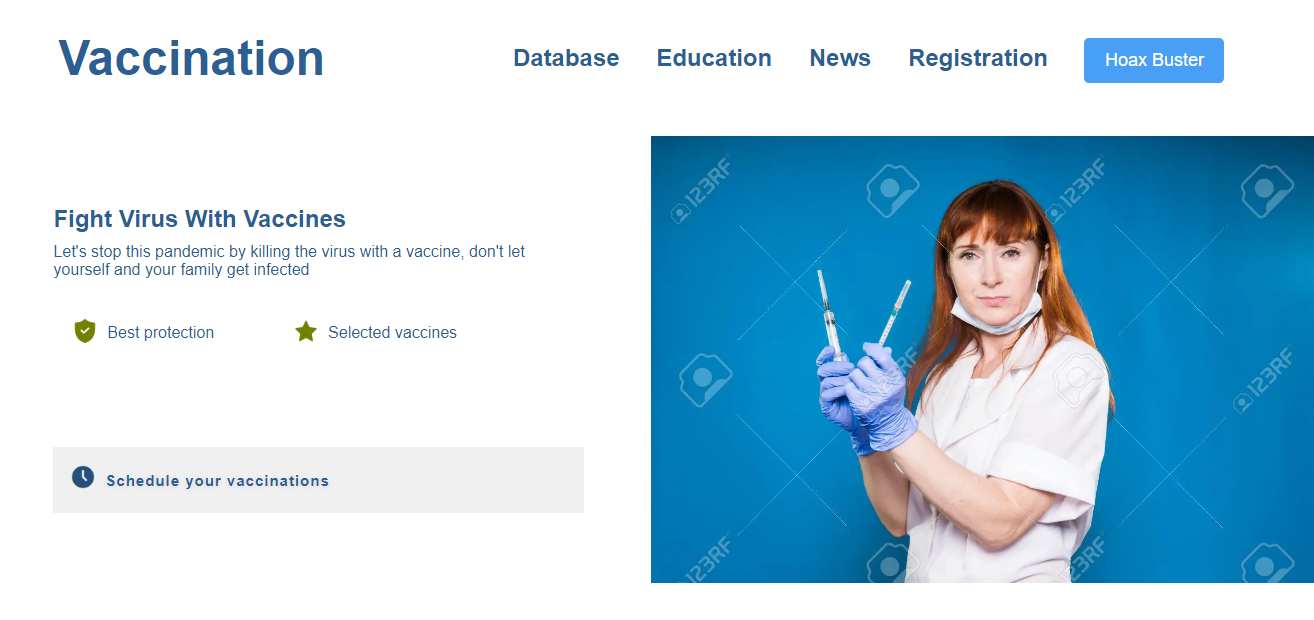 Vaccination
Database
Education
News
Registration
Hoax Buster
Fight Virus With Vaccines
Let's stop this pandemic by killing the virus with a vaccine, don't let
yourself and your family get infected
Best protection
Selected vaccines
Schedule your vaccinations
123RF
123RF
123RF
123RF
123RF
123RF